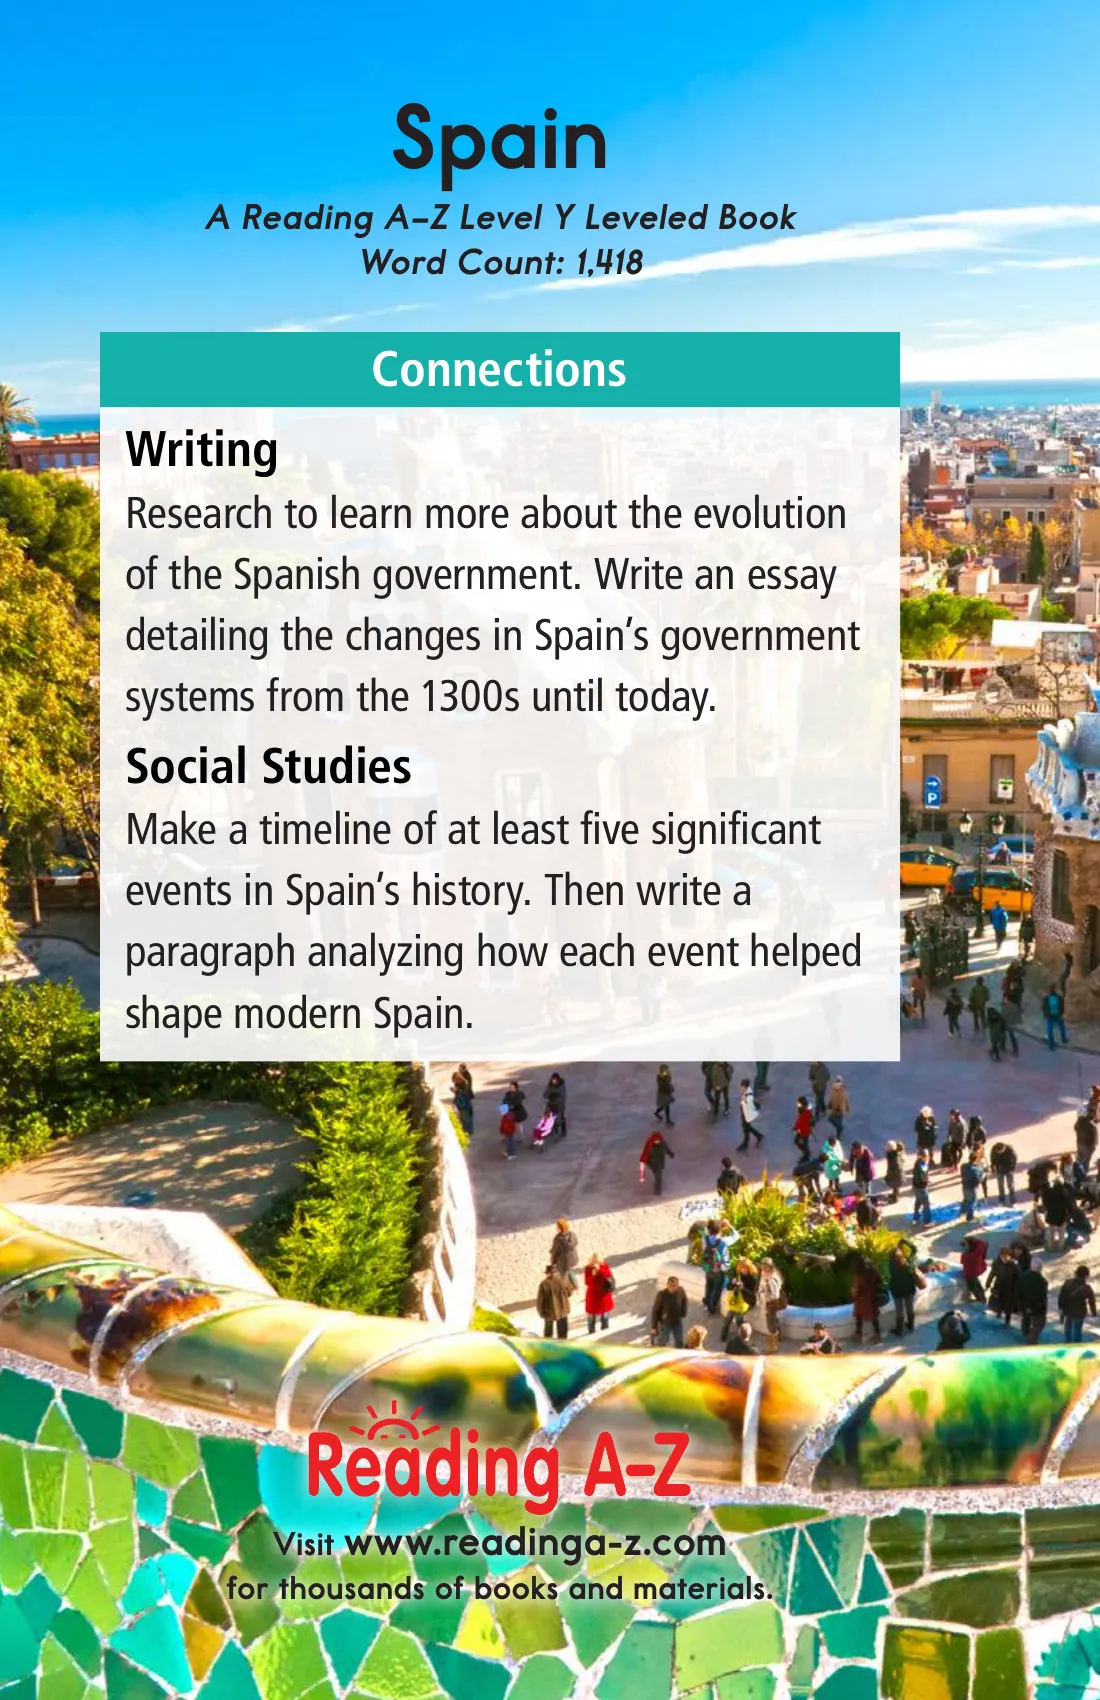 Spain
A Reading A–Z Level Y Leveled Book
Word Count: 1,418
Connections
Writing
Research to learn more about the evolution
of the Spanish government. Write an essay
detailing the changes in Spain’s government
systems from the 1300s until today.
Social Studies
Make a timeline of at least five significant
events in Spain’s history. Then write a
paragraph analyzing how each event helped
shape modern Spain.
P
Reading A–Z
Visit www.readinga-z.com
for thousands of books and materials.